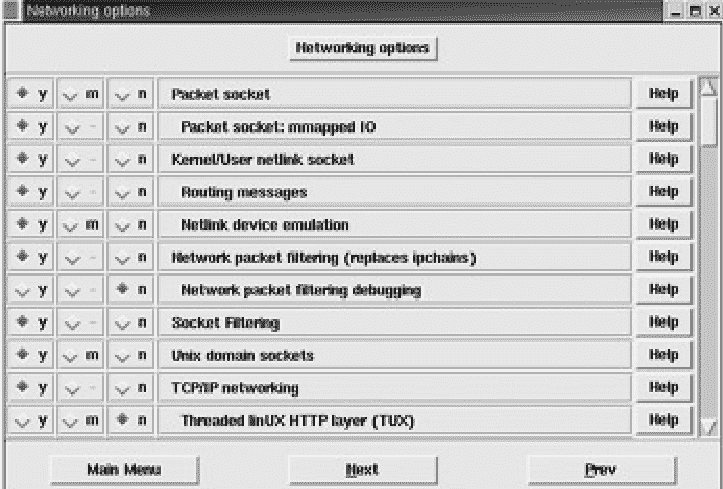 Networking options
Networking options
y m n Packet socket Help
y - n Packet socket: mmapped IO Help
y - n Kernel/User netlink socket Help
y - n Routing messages Help
y m n Netlink device emulation Help
y - n Network packet filtering (replaces ipchains) Help
y - n Network packet filtering debugging Help
y - n Socket Filtering Help
y m n Unix domain sockets Help
y - n TCP/IP networking Help
y m n Threaded linUX HTTP layer (TUX) Help
Main Menu Next Prev